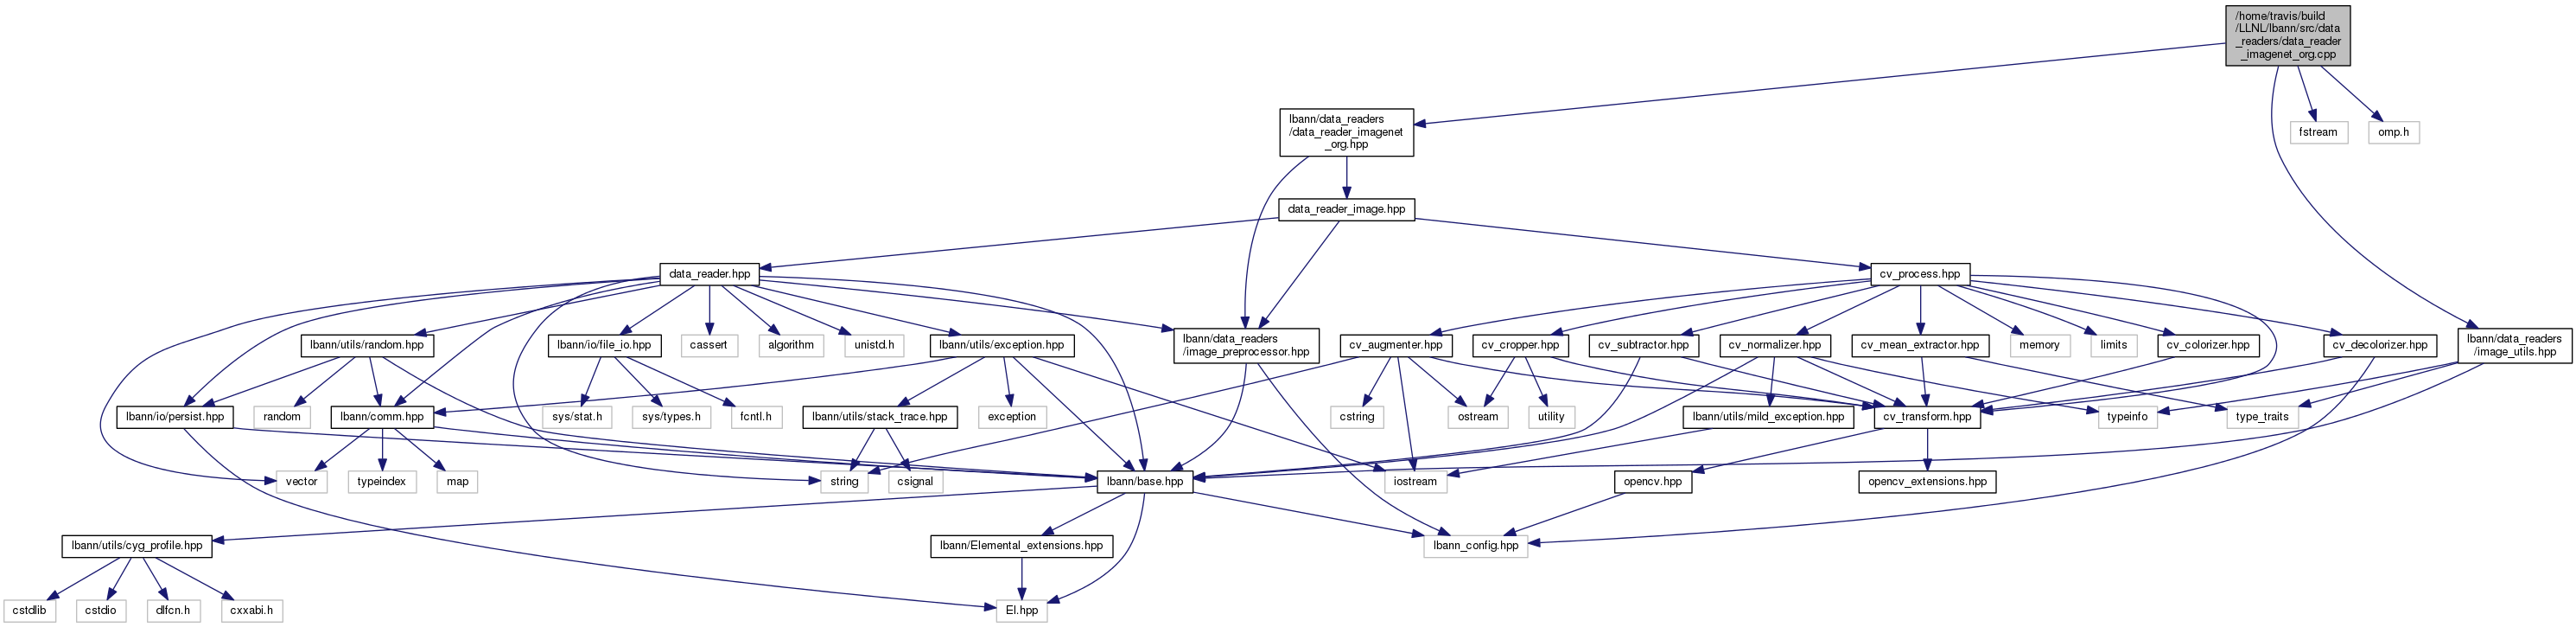 /home/travis/build
/LLNL/lbann/src/data
_readers/data_reader
_imagenet_org.cpp
lbann/data_readers
/data_reader_imagenet
_org.hpp
fstream
omp.h
data_reader_image.hpp
data_reader.hpp
cv_process.hpp
lbann/utils/random.hpp
lbann/io/file_io.hpp
cassert
algorithm
unistd.h
lbann/utils/exception.hpp
lbann/data_readers
/image_preprocessor.hpp
cv_augmenter.hpp
cv_cropper.hpp
cv_subtractor.hpp
cv_normalizer.hpp
cv_mean_extractor.hpp
memory
limits
cv_colorizer.hpp
cv_decolorizer.hpp
lbann/data_readers
/image_utils.hpp
lbann/io/persist.hpp
random
lbann/comm.hpp
sys/stat.h
sys/types.h
fcntl.h
lbann/utils/stack_trace.hpp
exception
cstring
ostream
utility
lbann/utils/mild_exception.hpp
cv_transform.hpp
typeinfo
type_traits
vector
typeindex
map
string
csignal
lbann/base.hpp
iostream
opencv.hpp
opencv_extensions.hpp
lbann/utils/cyg_profile.hpp
lbann/Elemental_extensions.hpp
lbann_config.hpp
cstdlib
cstdio
dlfcn.h
cxxabi.h
El.hpp